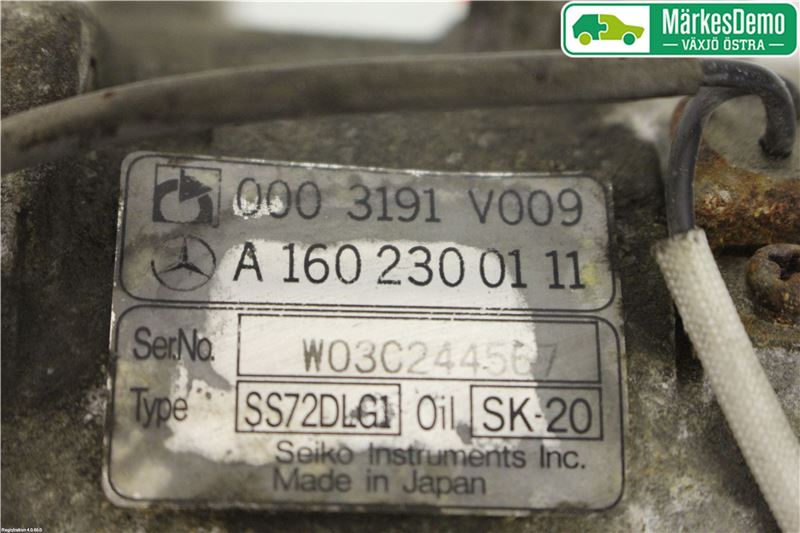 MärkesDemo
VÄXJÖ ÖSTRA
000 3191 V009
A 160 230 01 11
Ser.No. W03C244567
Type SS72DLG1 Oil SK-20
Seiko Instruments Inc.
Made in Japan